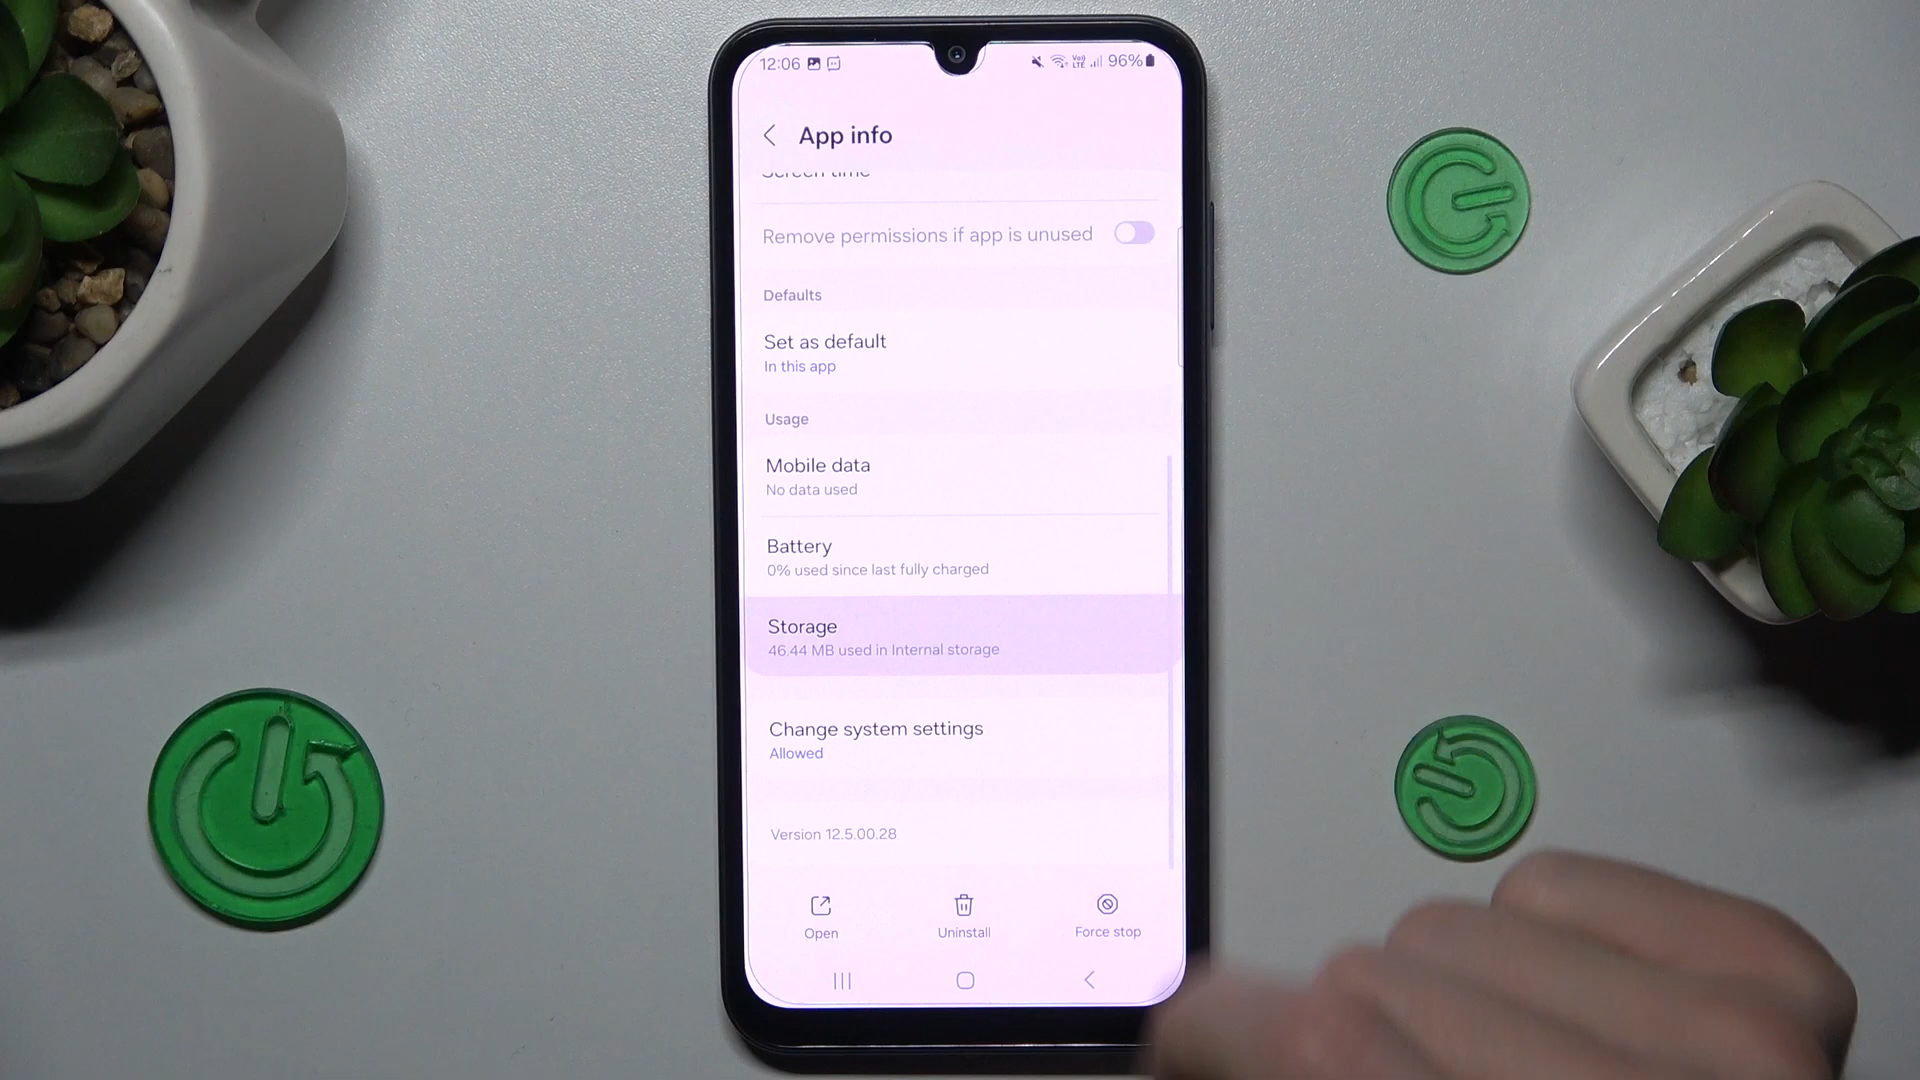 12:06
VoI
LTE
96%
App info
Screen time
Remove permissions if app is unused
Defaults
Set as default
In this app
Usage
Mobile data
No data used
Battery
0% used since last fully charged
Storage
46.44 MB used in Internal storage
Change system settings
Allowed
Version 12.5.00.28
Open
Uninstall
Force stop